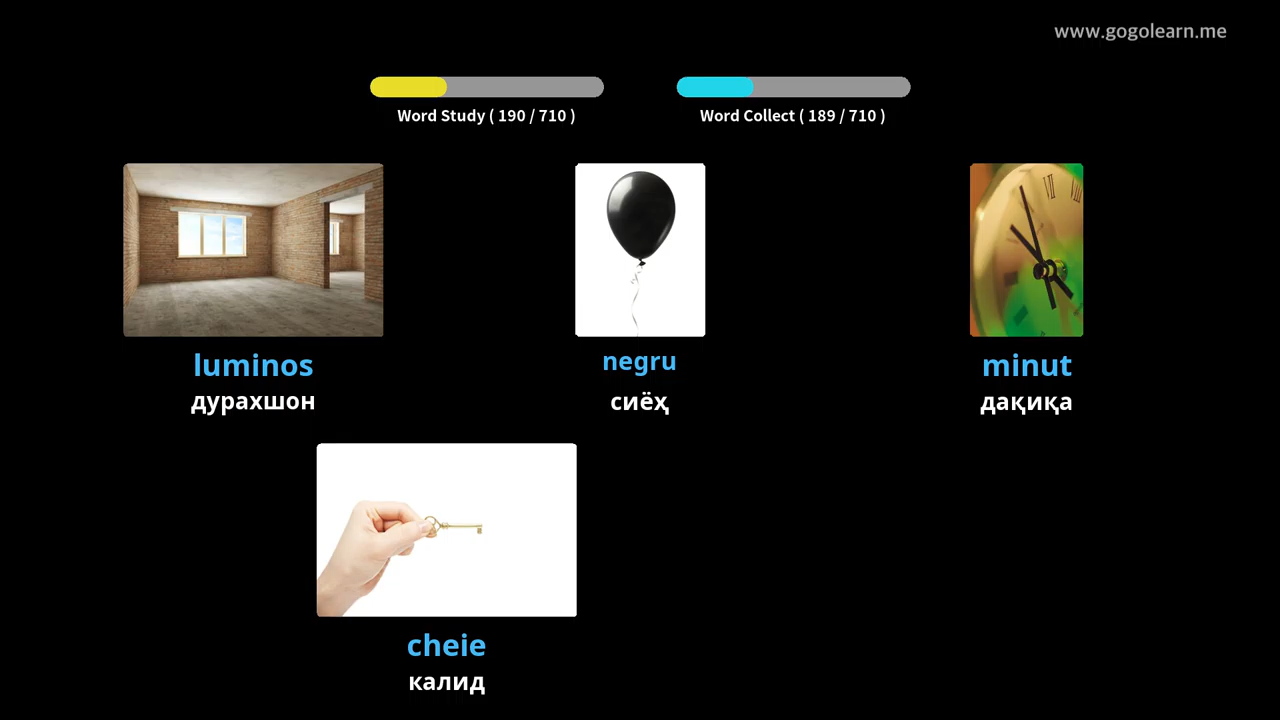 www.gogolearn.me
Word Study ( 190 / 710 )
Word Collect ( 189 / 710 )
luminos
дурахшон
negru
сиёҳ
minut
дақиқа
cheie
калид